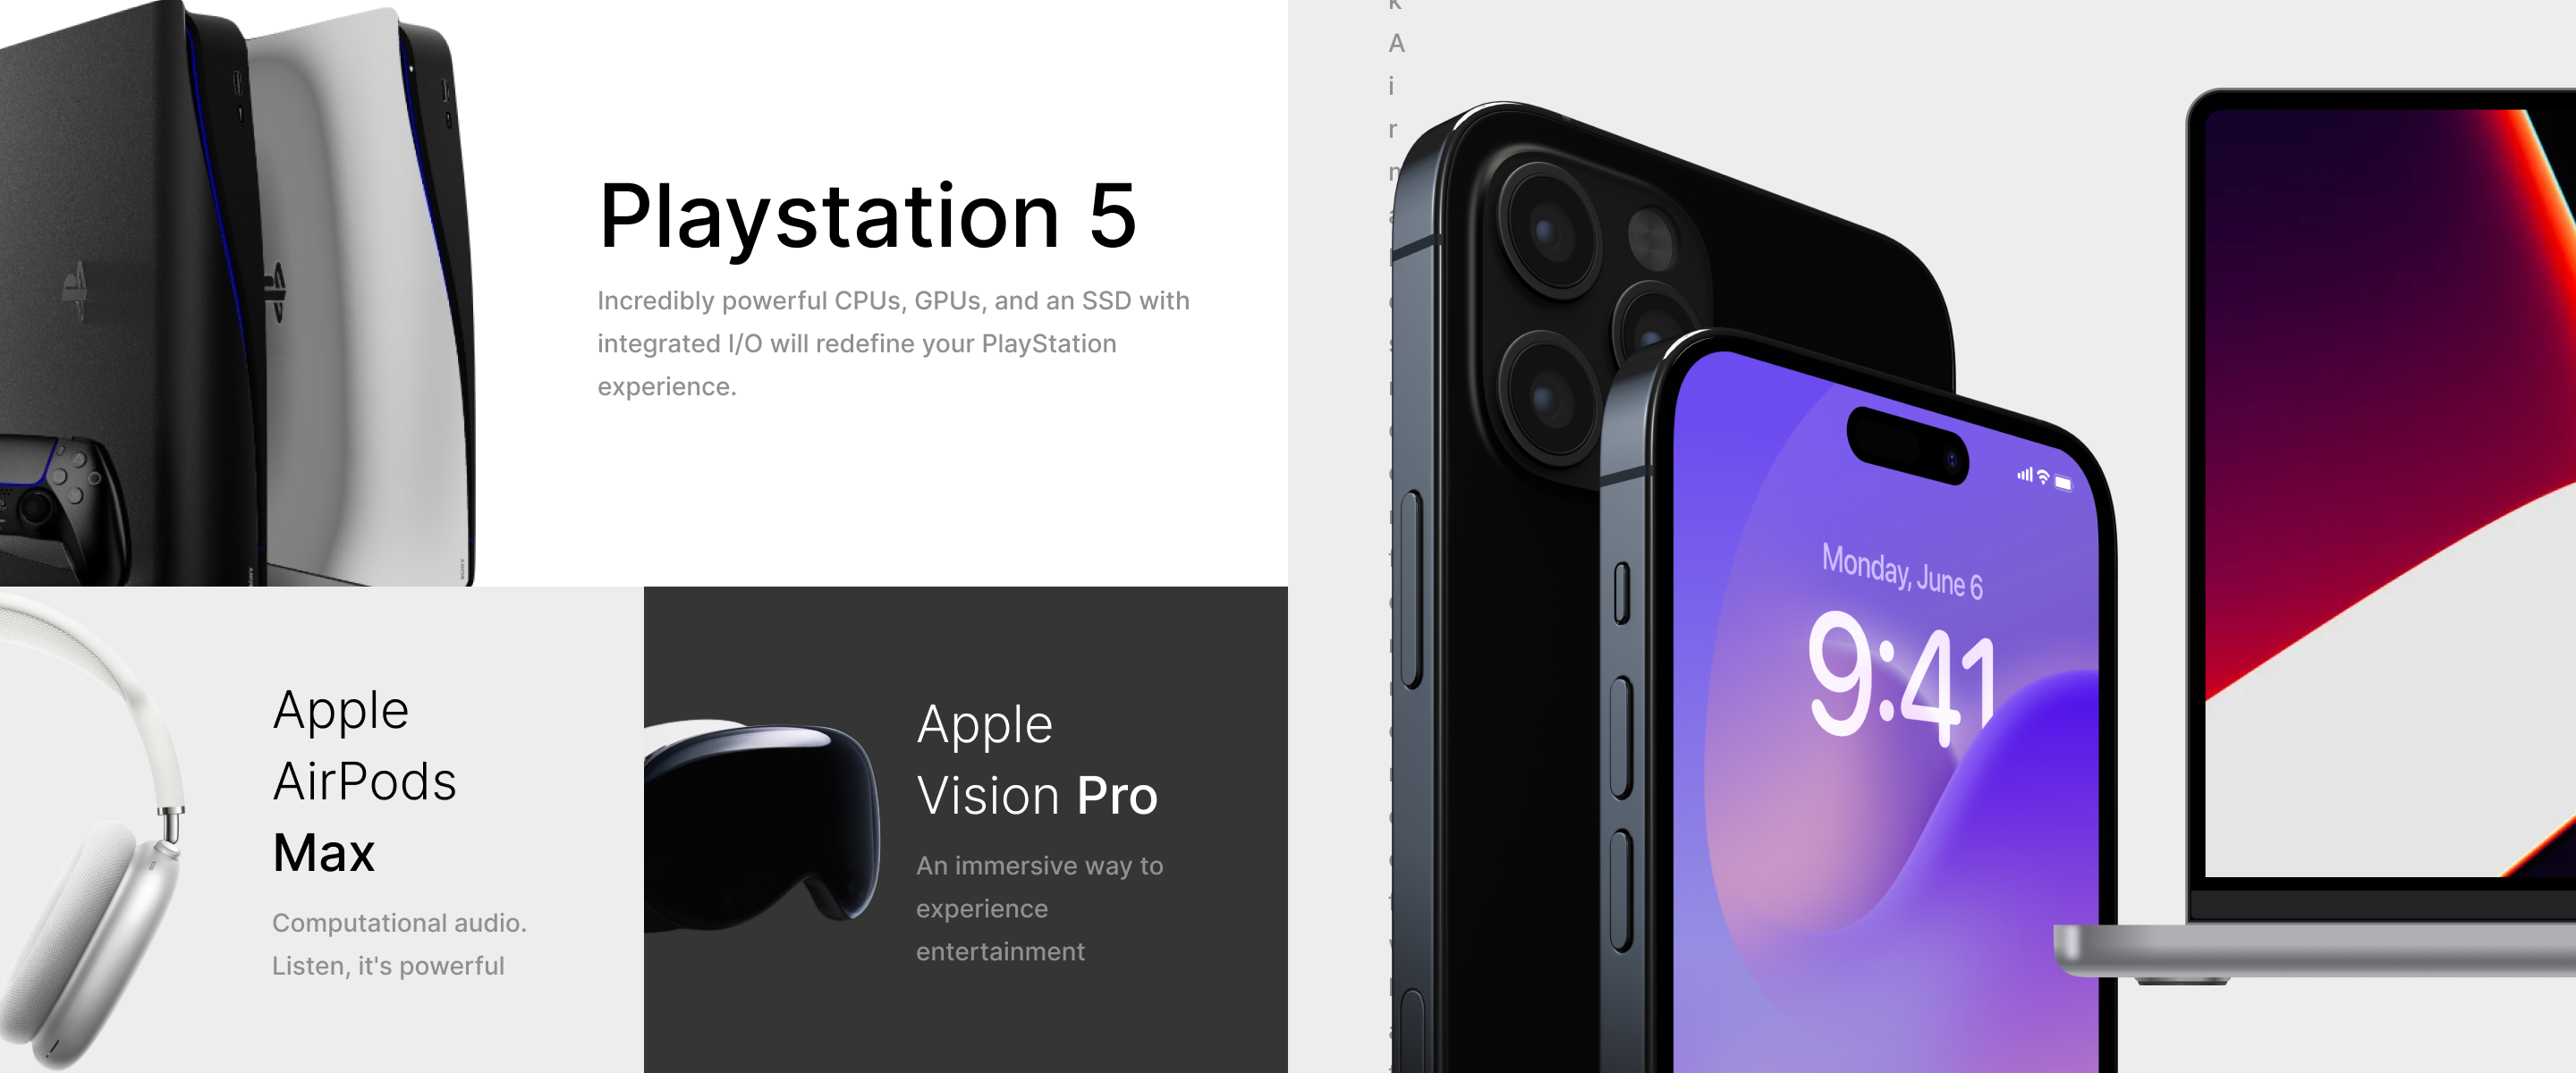 Playstation 5
Incredibly powerful CPUs, GPUs, and an SSD with
integrated I/O will redefine your PlayStation
experience.
Apple
AirPods
Max
Computational audio.
Listen, it's powerful
Apple
Vision Pro
An immersive way to
experience
entertainment
k
A
i
r
Monday, June 6
9:41